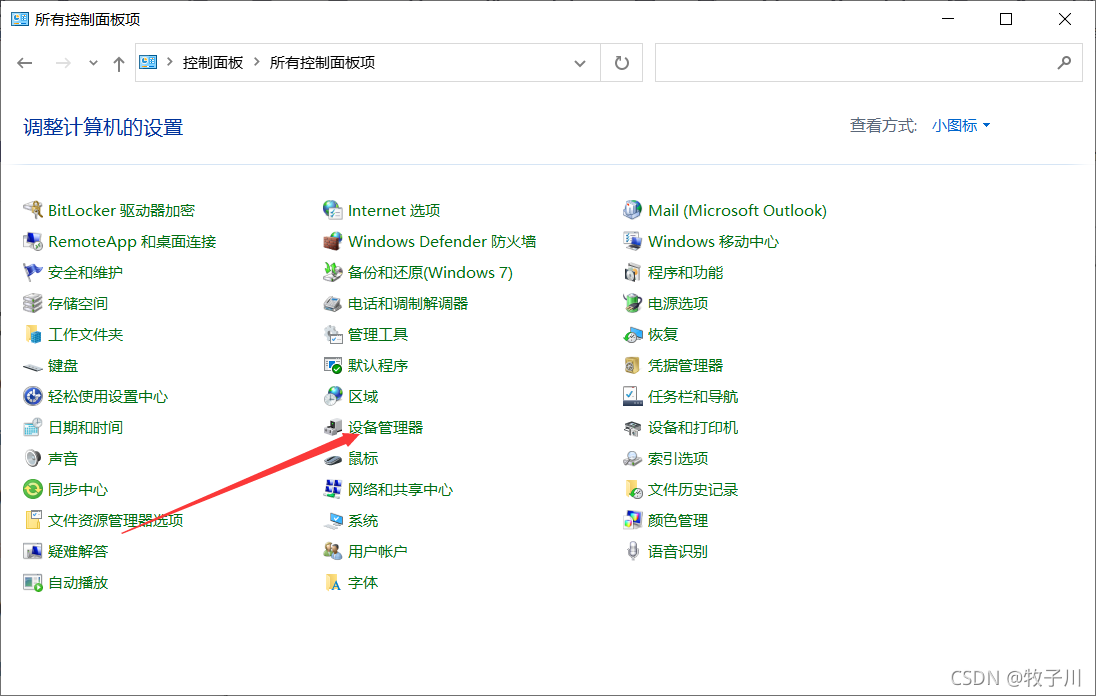 所有控制面板项
控制面板 所有控制面板项
调整计算机的设置
查看方式: 小图标
BitLocker 驱动器加密 Internet 选项 Mail (Microsoft Outlook)
RemoteApp 和桌面连接 Windows Defender 防火墙 Windows 移动中心
安全和维护 备份和还原(Windows 7) 程序和功能
存储空间 电话和调制解调器 电源选项
工作文件夹 管理工具 恢复
键盘 默认程序 凭据管理器
轻松使用设置中心 区域 任务栏和导航
日期和时间 设备管理器 设备和打印机
声音 鼠标 索引选项
同步中心 网络和共享中心 文件历史记录
文件资源管理器选项 系统 颜色管理
疑难解答 用户帐户 语音识别
自动播放 字体
CSDN @牧子川